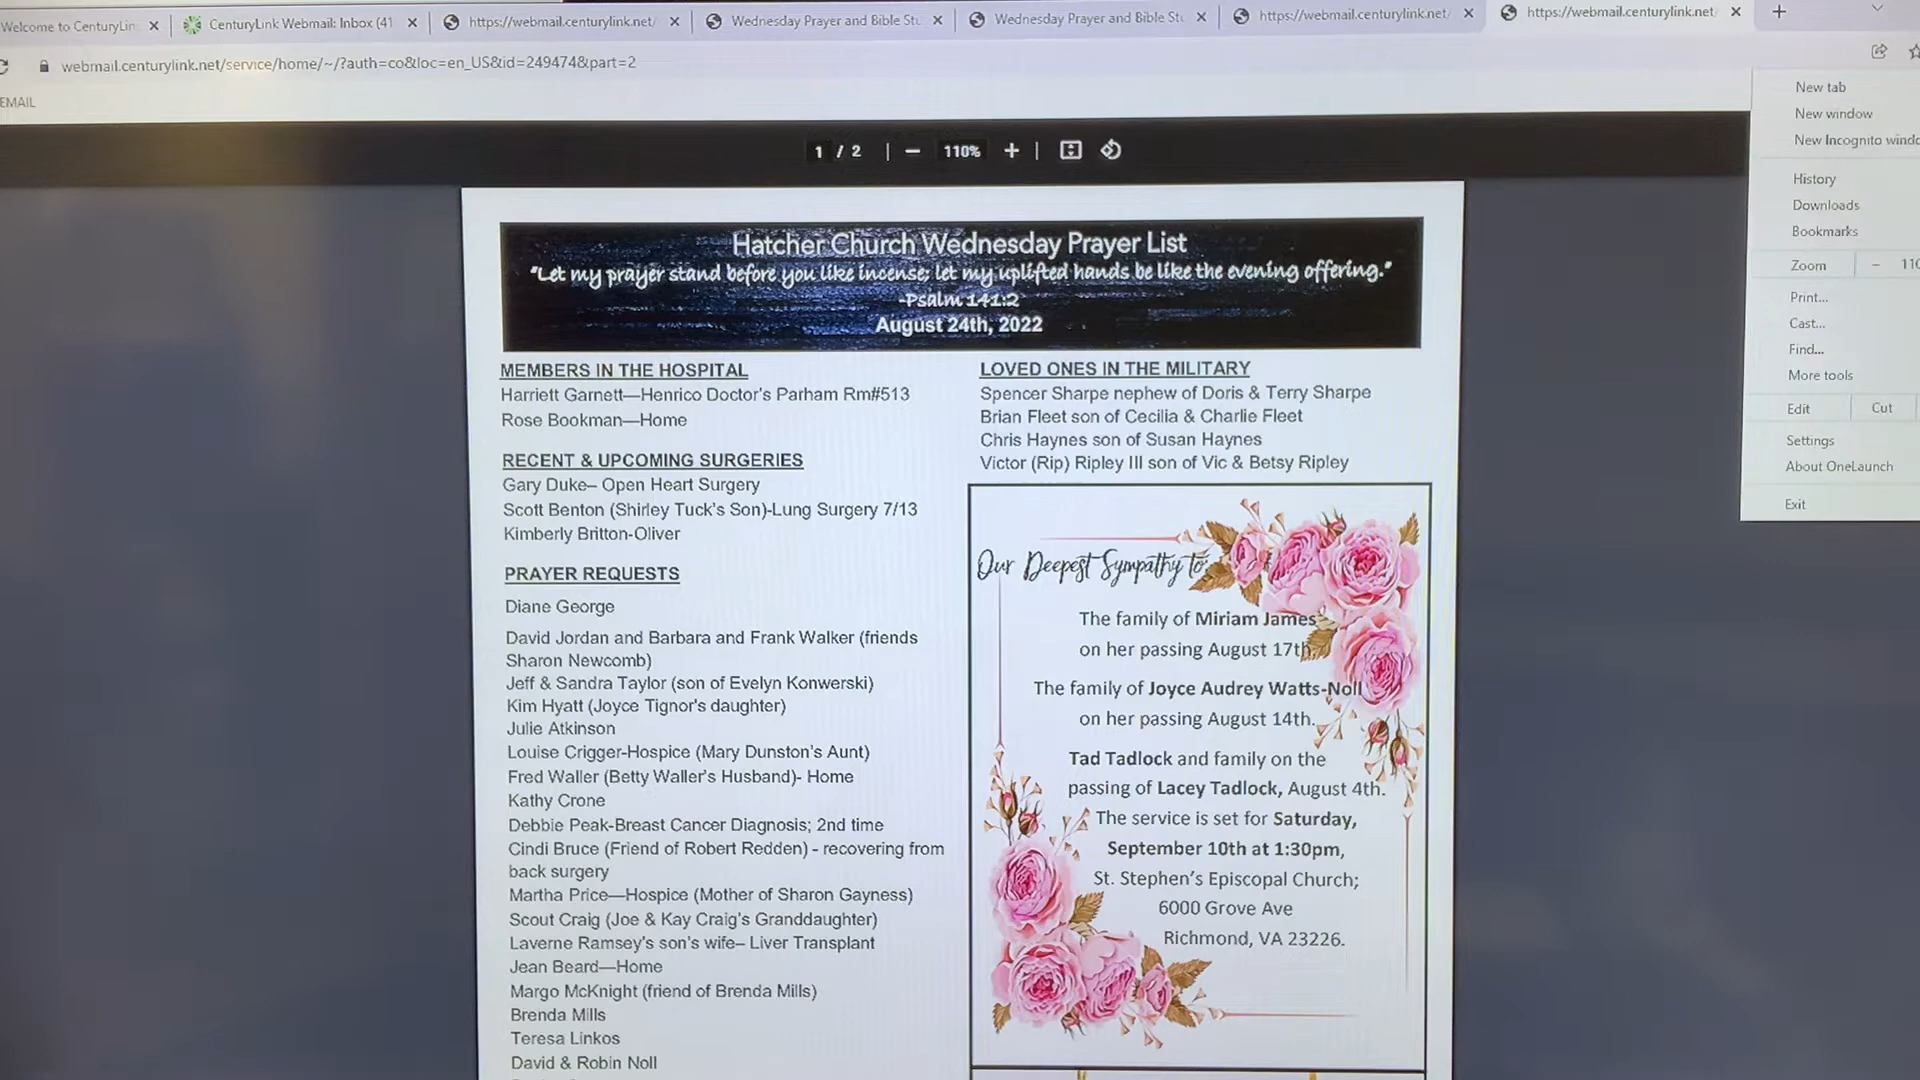 Welcome to CenturyLin
CenturyLink Webmail: Inbox (41
https://webmail.centurylink.net/
Wednesday Prayer and Bible Stu
Wednesday Prayer and Bible Stu
https://webmail.centurylink.net/
https://webmail.centurylink.net/
webmail.centurylink.net/service/home/~/?auth=co&loc=en_US&id=249474&part=2
EMAIL
1 / 2 | − 110% + |
New tab
New window
New Incognito windo
History
Downloads
Bookmarks
Zoom − 110
Print...
Cast...
Find...
More tools
Edit Cut
Settings
About OneLaunch
Exit
Hatcher Church Wednesday Prayer List
"Let my prayer stand before you like incense; let my uplifted hands be like the evening offering."
-Psalm 141:2
August 24th, 2022
MEMBERS IN THE HOSPITAL
Harriett Garnett—Henrico Doctor's Parham Rm#513
Rose Bookman—Home
RECENT & UPCOMING SURGERIES
Gary Duke– Open Heart Surgery
Scott Benton (Shirley Tuck's Son)-Lung Surgery 7/13
Kimberly Britton-Oliver
PRAYER REQUESTS
Diane George
David Jordan and Barbara and Frank Walker (friends
Sharon Newcomb)
Jeff & Sandra Taylor (son of Evelyn Konwerski)
Kim Hyatt (Joyce Tignor's daughter)
Julie Atkinson
Louise Crigger-Hospice (Mary Dunston's Aunt)
Fred Waller (Betty Waller's Husband)- Home
Kathy Crone
Debbie Peak-Breast Cancer Diagnosis; 2nd time
Cindi Bruce (Friend of Robert Redden) - recovering from
back surgery
Martha Price—Hospice (Mother of Sharon Gayness)
Scout Craig (Joe & Kay Craig's Granddaughter)
Laverne Ramsey's son's wife– Liver Transplant
Jean Beard—Home
Margo McKnight (friend of Brenda Mills)
Brenda Mills
Teresa Linkos
David & Robin Noll
LOVED ONES IN THE MILITARY
Spencer Sharpe nephew of Doris & Terry Sharpe
Brian Fleet son of Cecilia & Charlie Fleet
Chris Haynes son of Susan Haynes
Victor (Rip) Ripley III son of Vic & Betsy Ripley
Our Deepest Sympathy to:
The family of Miriam James
on her passing August 17th.
The family of Joyce Audrey Watts-Noll
on her passing August 14th.
Tad Tadlock and family on the
passing of Lacey Tadlock, August 4th.
The service is set for Saturday,
September 10th at 1:30pm,
St. Stephen's Episcopal Church;
6000 Grove Ave
Richmond, VA 23226.